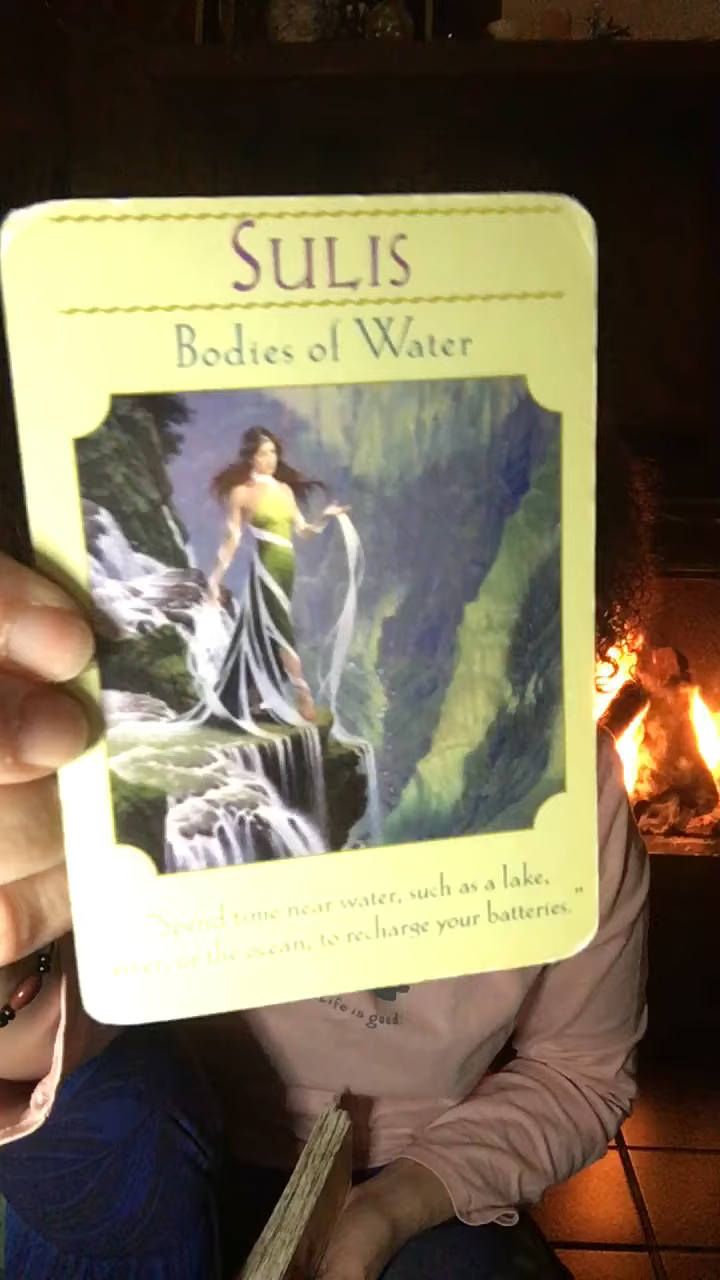 SULIS
Bodies of Water
"Spend time near water, such as a lake,
river, or the ocean, to recharge your batteries."
Life is good